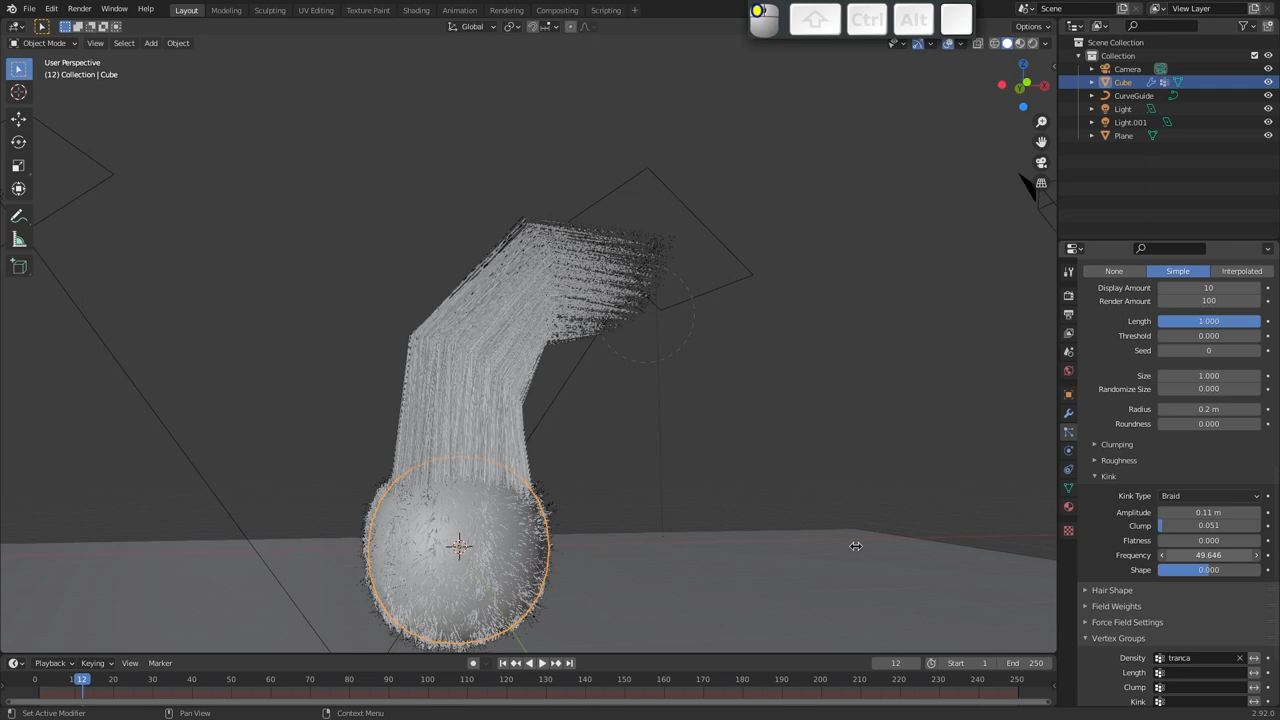 File Edit Render Window Help Layout Modeling Sculpting UV Editing Texture Paint Shading Animation Rendering Compositing Scripting Ctrl Alt Scene View Layer
Global Options
Object Mode View Select Add Object
User Perspective
(12) Collection | Cube
Z
X
Y
Scene Collection
Collection
Camera
Cube
CurveGuide
Light
Light.001
Plane
None Simple Interpolated
Display Amount 10
Render Amount 100
Length 1.000
Threshold 0.000
Seed 0
Size 1.000
Randomize Size 0.000
Radius 0.2 m
Roundness 0.000
Clumping
Roughness
Kink
Kink Type Braid
Amplitude 0.11 m
Clump 0.051
Flatness 0.000
Frequency 49.646
Shape 0.000
Hair Shape
Field Weights
Force Field Settings
Vertex Groups
Density tranca
Length
Clump
Kink
Playback Keying View Marker 12 Start 1 End 250
0 1 12 20 30 40 50 60 70 80 90 100 110 120 130 140 150 160 170 180 190 200 210 220 230 240 250
Set Active Modifier Pan View Context Menu 2.92.0